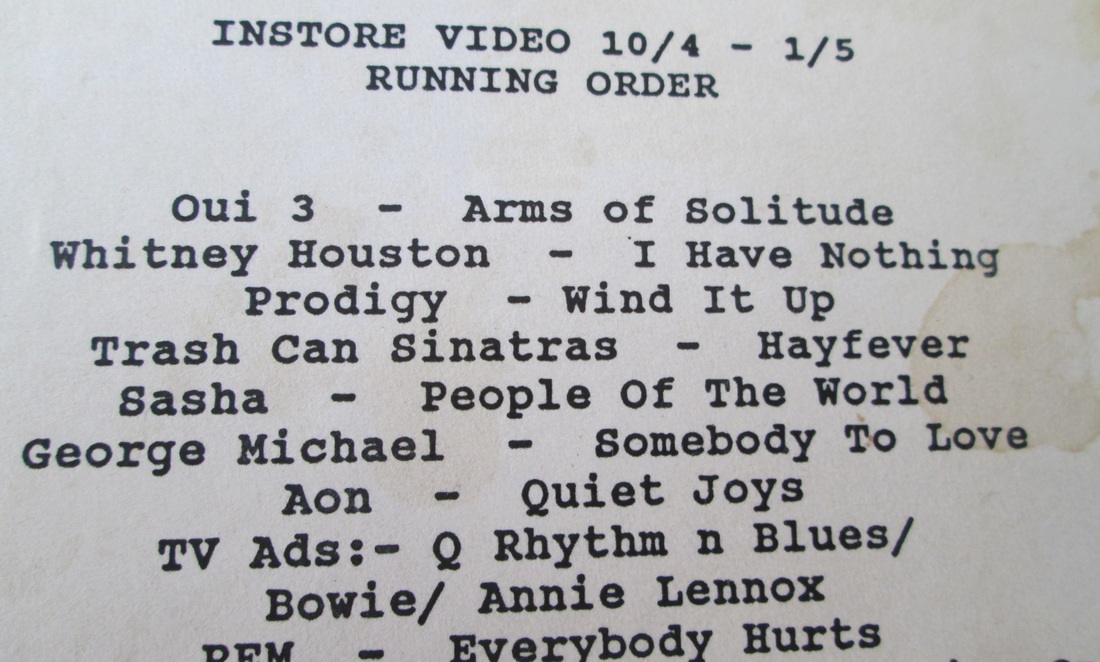 INSTORE VIDEO 10/4 - 1/5
RUNNING ORDER
Oui 3 - Arms of Solitude
Whitney Houston - I Have Nothing
Prodigy - Wind It Up
Trash Can Sinatras - Hayfever
Sasha - People Of The World
George Michael - Somebody To Love
Aon - Quiet Joys
TV Ads:- Q Rhythm n Blues/
Bowie/ Annie Lennox
REM - Everybody Hurts